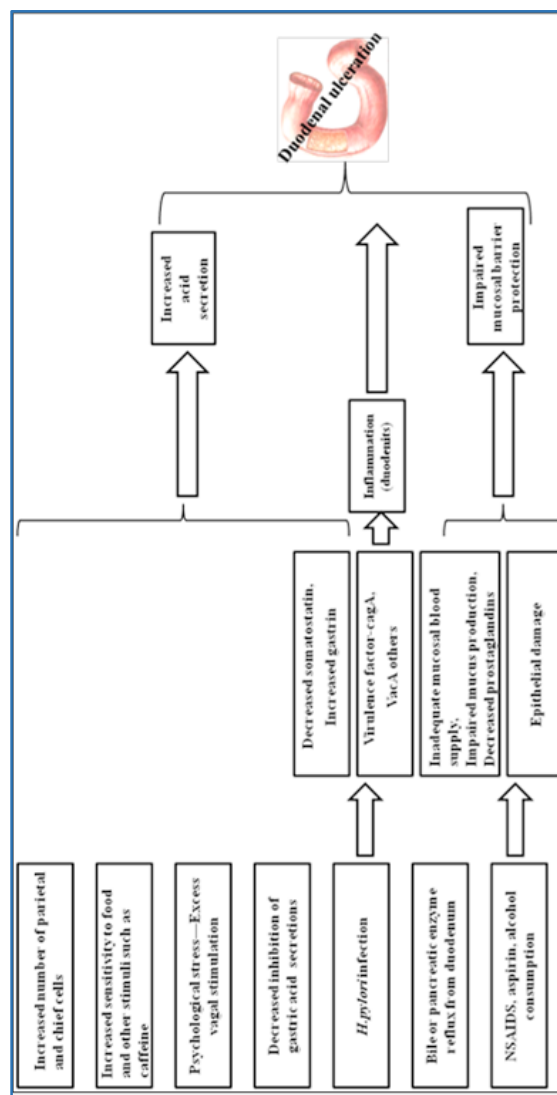 Increased number of parietal
and chief cells
Increased sensitivity to food
and other stimuli such as
caffeine
Psychological stress—Excess
vagal stimulation
Decreased inhibition of
gastric acid secretions
H.pylori infection
Bile or pancreatic enzyme
reflux from duodenum
NSAIDS, aspirin, alcohol
consumption
Decreased somatostatin,
Increased gastrin
Virulence factor-cagA,
VacA others
Inadequate mucosal blood
supply,
Impaired mucus production,
Decreased prostaglandins
Epithelial damage
Inflammation
(duodenits)
Increased
acid
secretion
Impaired
mucosal barrier
protection
Duodenal ulceration